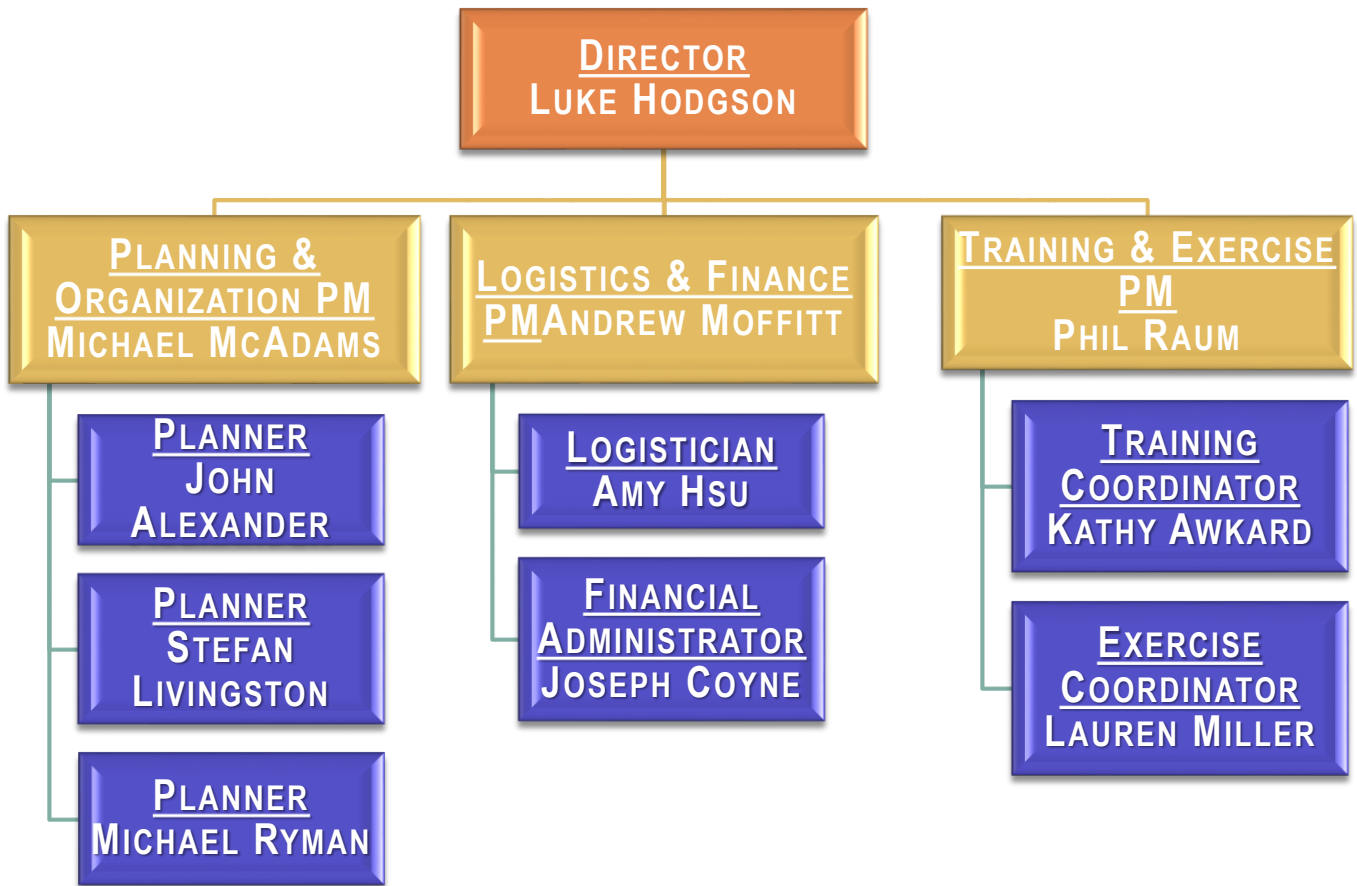 Director
Luke Hodgson
Planning &
Organization PM
Michael McAdams
Logistics & Finance
PMAndrew Moffitt
Training & Exercise
PM
Phil Raum
Planner
John
Alexander
Planner
Stefan
Livingston
Planner
Michael Ryman
Logistician
Amy Hsu
Financial
Administrator
Joseph Coyne
Training
Coordinator
Kathy Awkard
Exercise
Coordinator
Lauren Miller